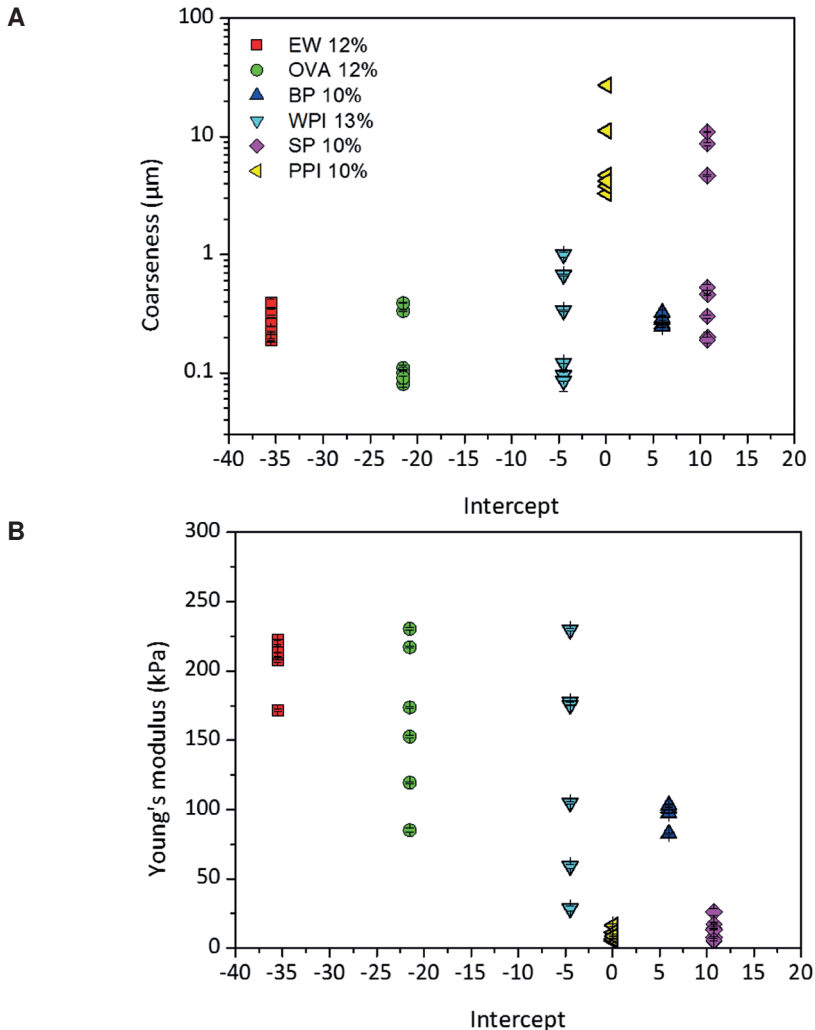 A
100
10
1
0.1
Coarseness (μm)
EW 12%
OVA 12%
BP 10%
WPI 13%
SP 10%
PPI 10%
-40 -35 -30 -25 -20 -15 -10 -5 0 5 10 15 20
Intercept
B
300
250
200
150
100
50
0
Young's modulus (kPa)
-40 -35 -30 -25 -20 -15 -10 -5 0 5 10 15 20
Intercept